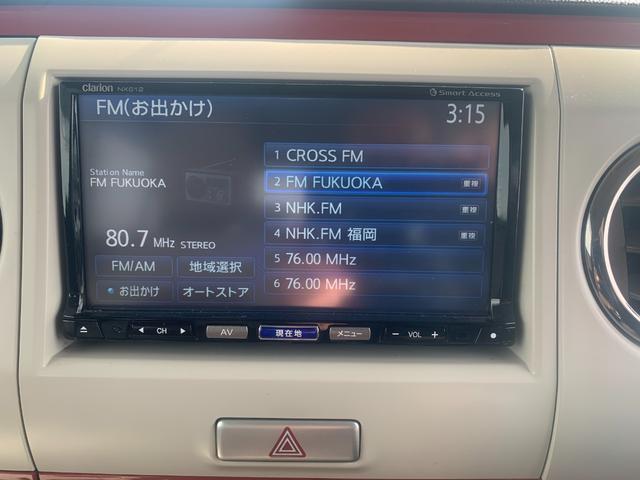 clarion NX612
Smart Access
FM(お出かけ)
3:15
Station Name
FM FUKUOKA
80.7 MHz STEREO
FM/AM
地域選択
お出かけ
オートストア
1 CROSS FM
2 FM FUKUOKA 重複
3 NHK.FM 重複
4 NHK.FM 福岡 重複
5 76.00 MHz
6 76.00 MHz
CH
AV
現在地
メニュー
− VOL +